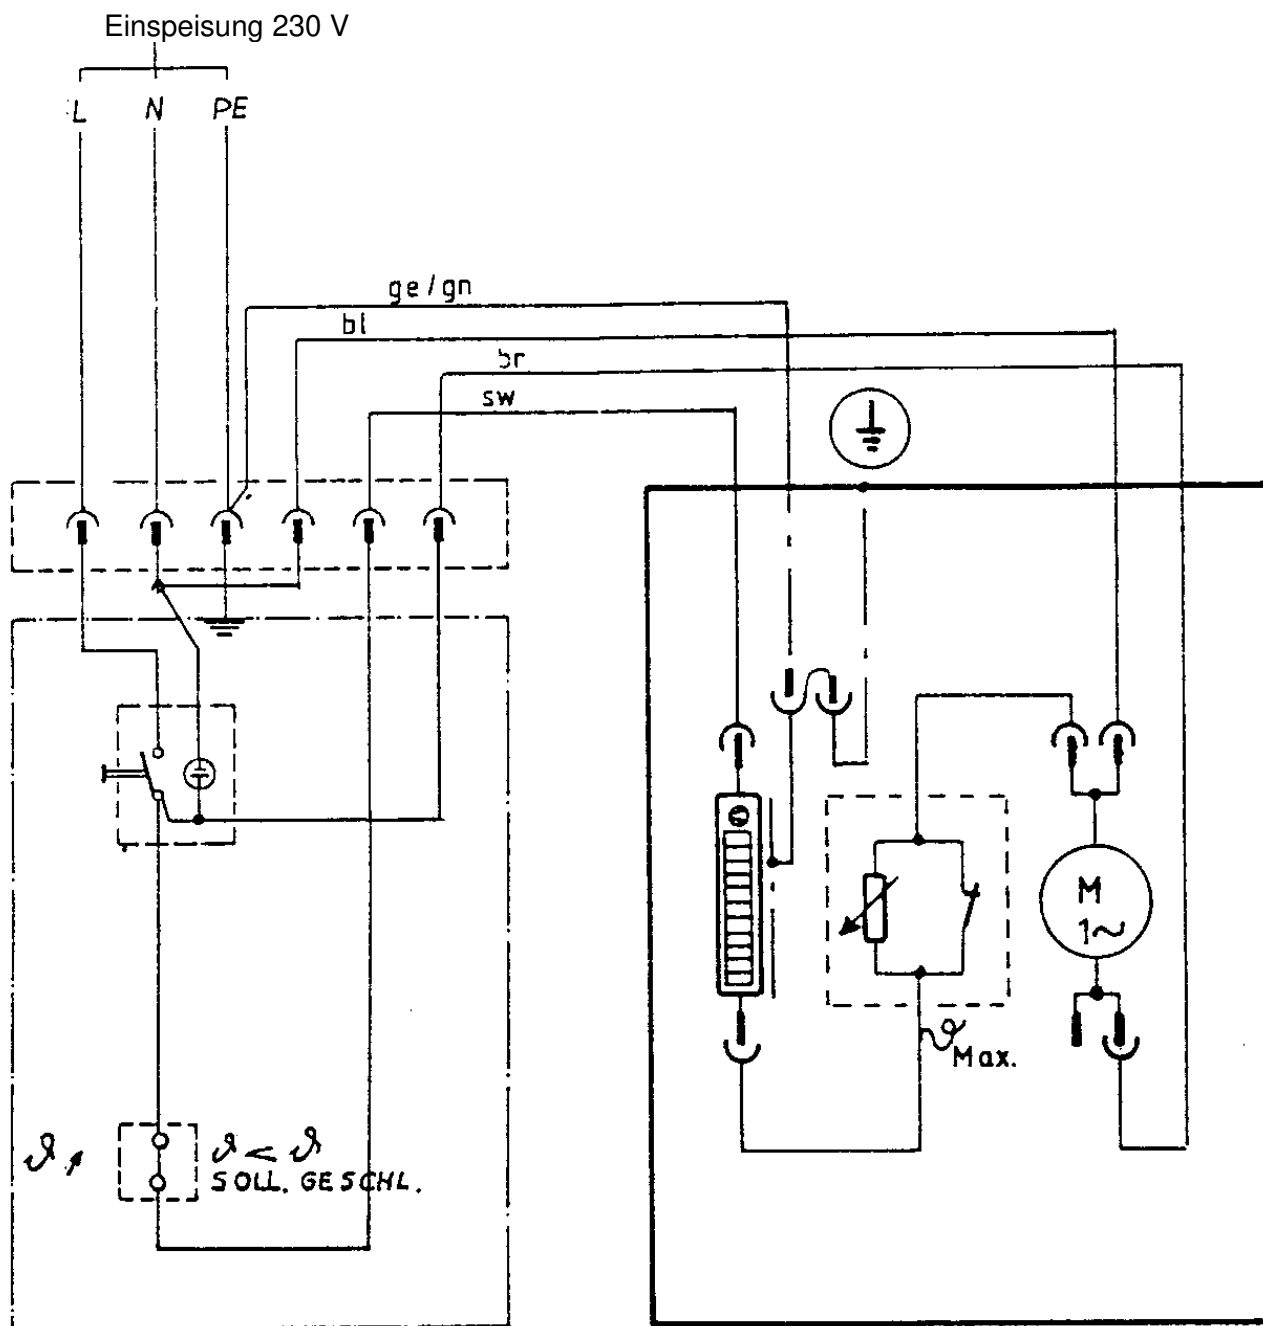 Einspeisung 230 V
L N PE
ge/gn
bl
br
sw
M
1~
ϑ Max.
ϑ ϑ < ϑ
SOLL. GESCHL.